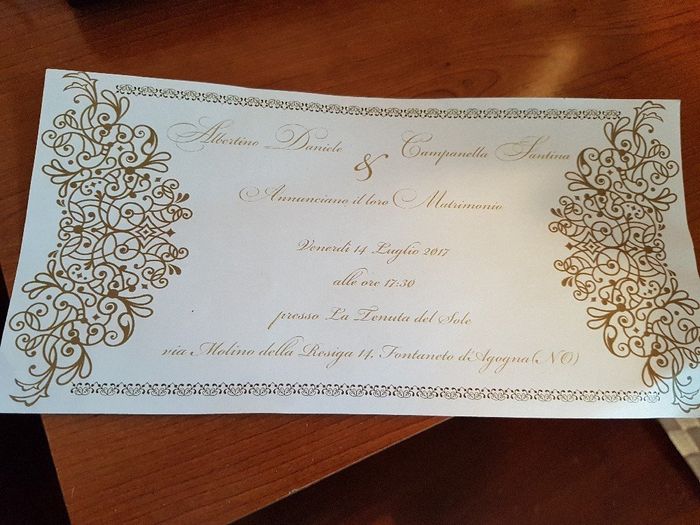 Albertino Daniele & Campanella Santina
Annunciano il loro Matrimonio
Venerdì 14 Luglio 2017
alle ore 17:30
presso La Tenuta del Sole
via Molino della Resiga 14, Fontaneto d'Agogna (NO)